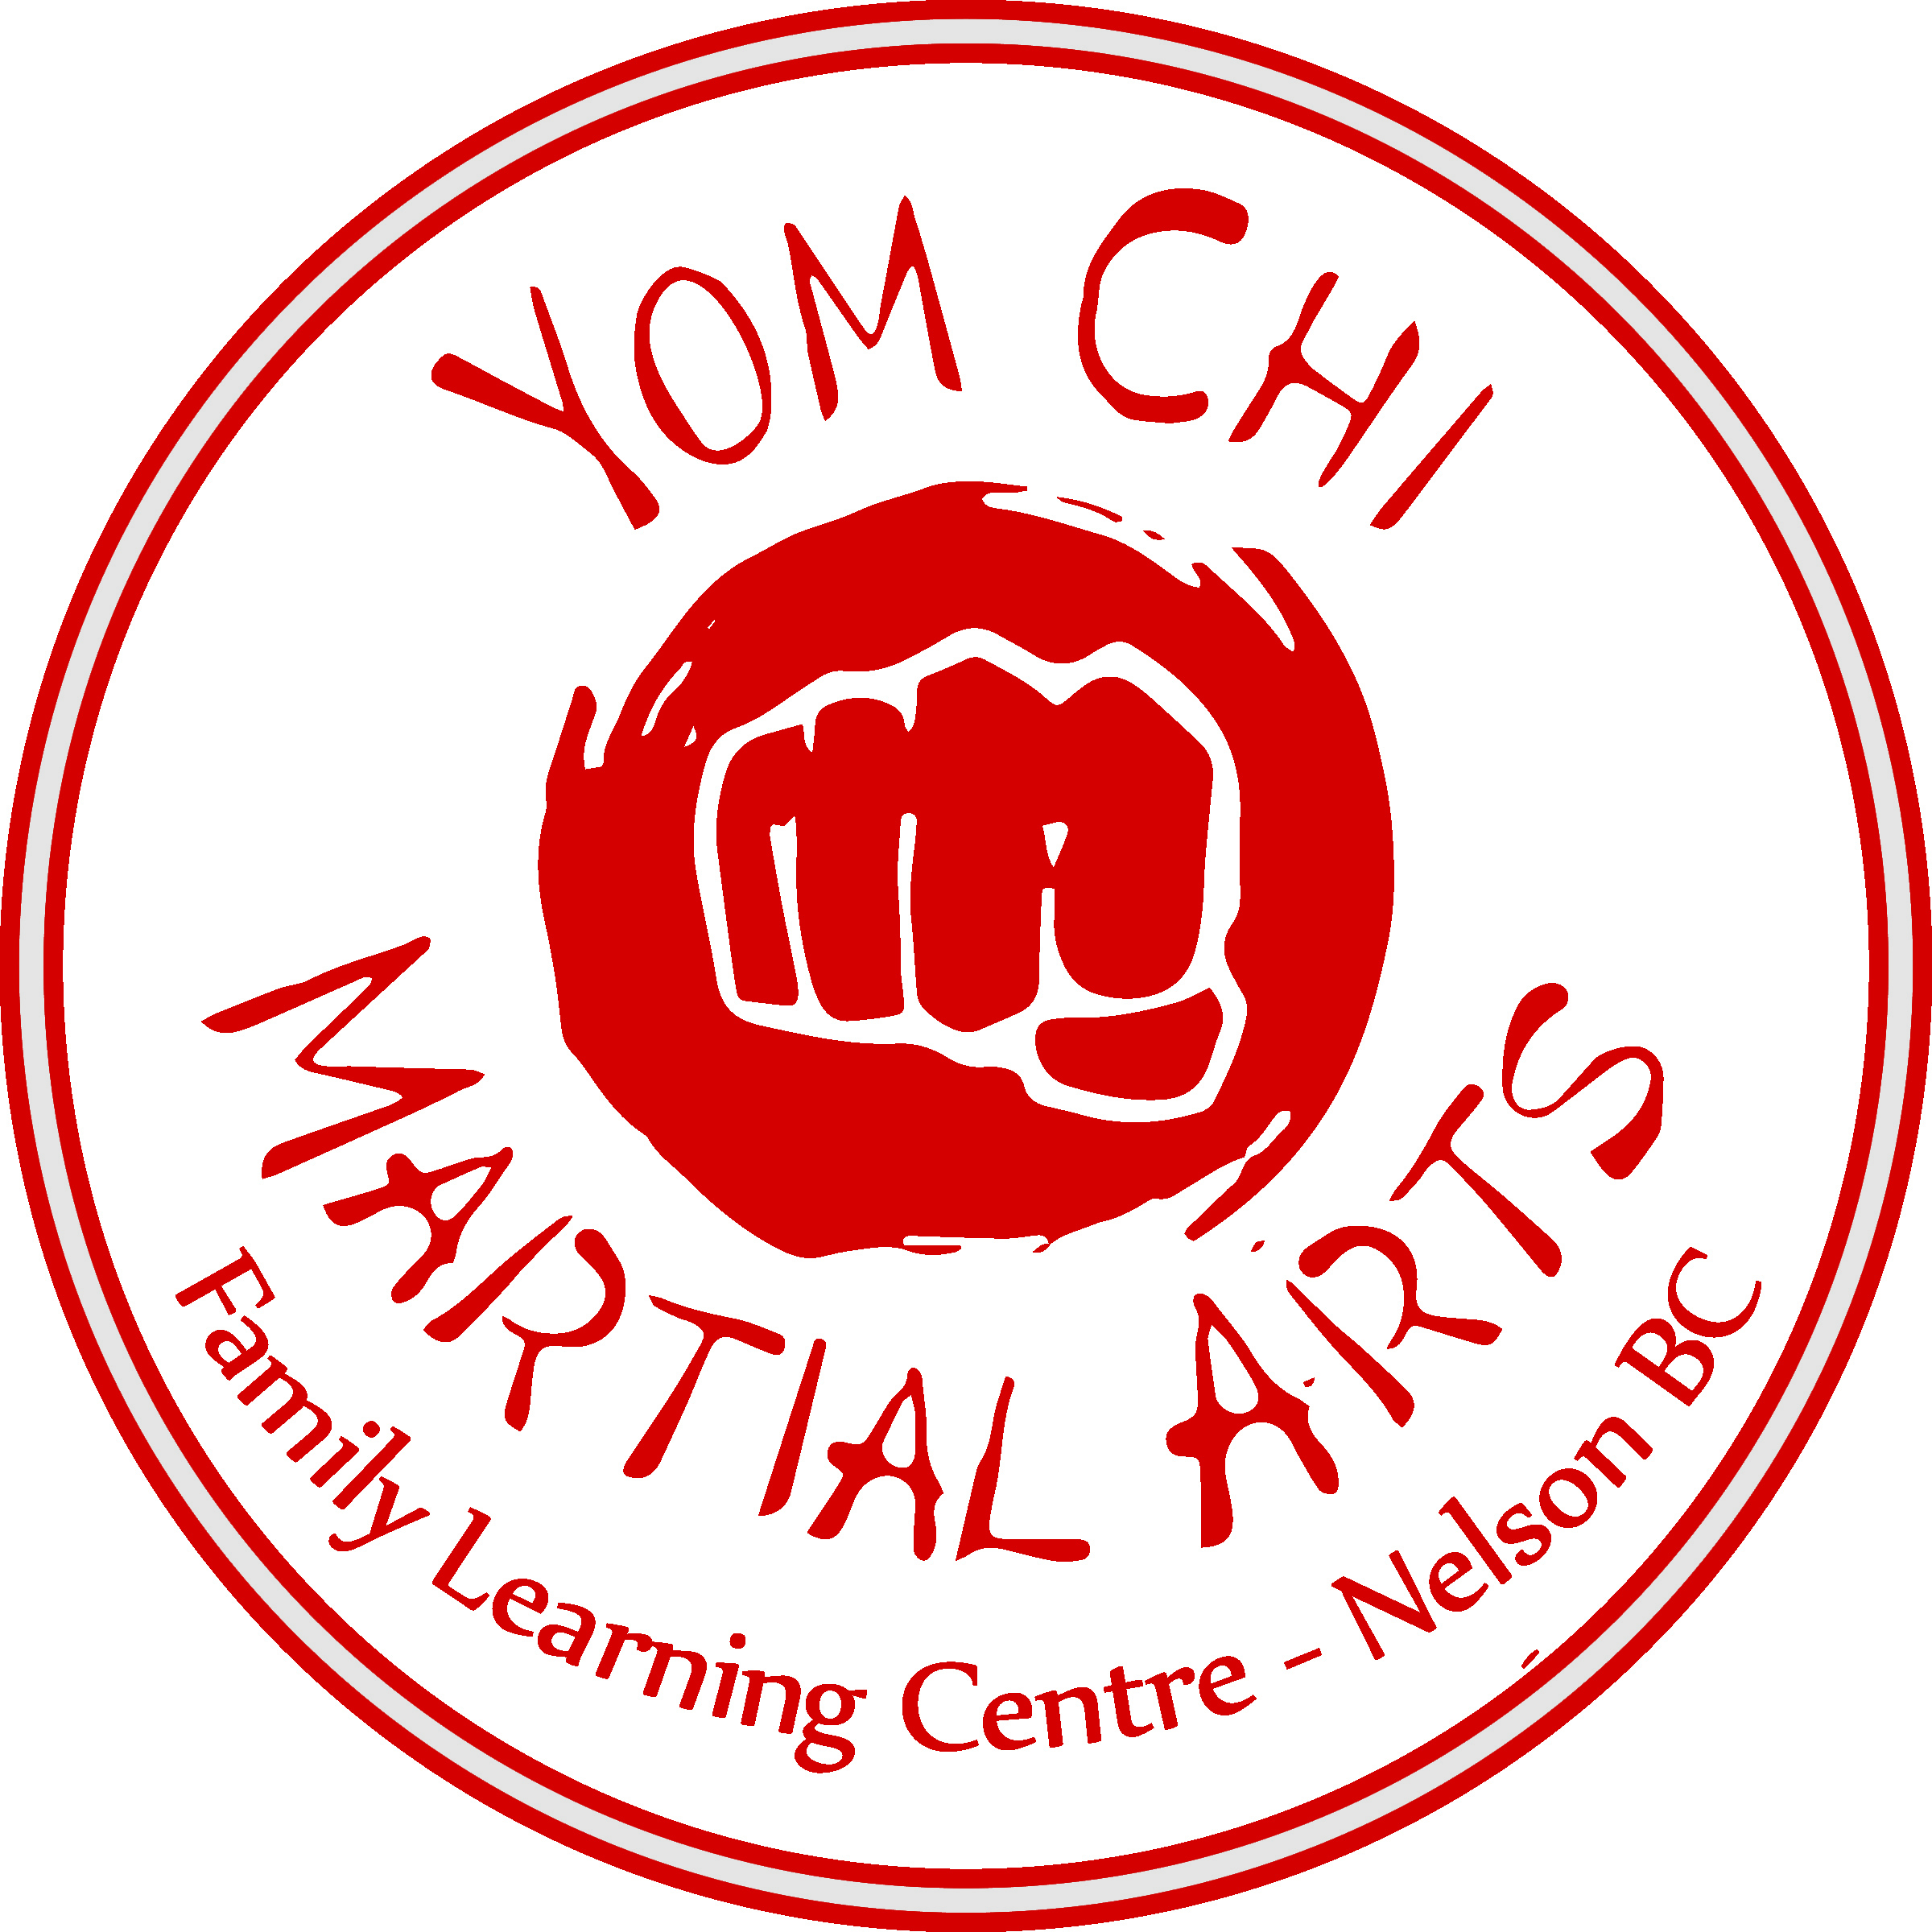 YOM CHI
MARTIAL ARTS
Family Learning Centre - Nelson BC